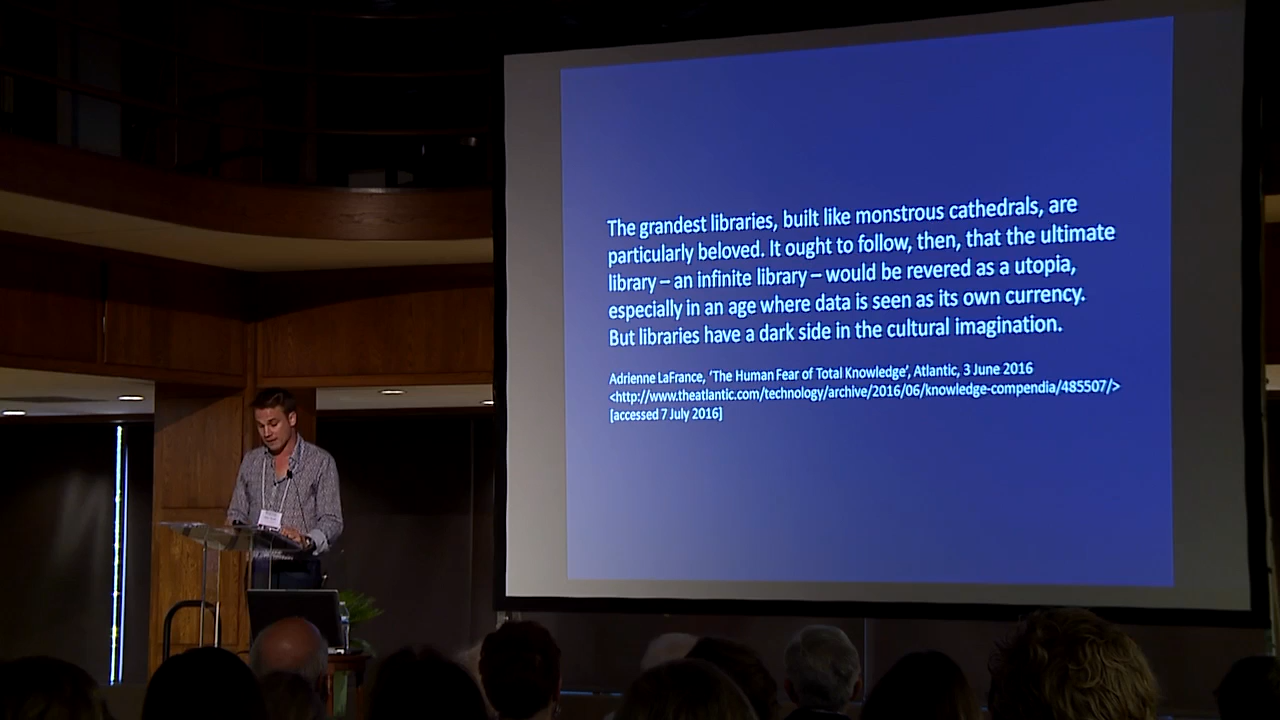 The grandest libraries, built like monstrous cathedrals, are
particularly beloved. It ought to follow, then, that the ultimate
library – an infinite library – would be revered as a utopia,
especially in an age where data is seen as its own currency.
But libraries have a dark side in the cultural imagination.
Adrienne LaFrance, ‘The Human Fear of Total Knowledge’, Atlantic, 3 June 2016
<http://www.theatlantic.com/technology/archive/2016/06/knowledge-compendia/485507/>
[accessed 7 July 2016]